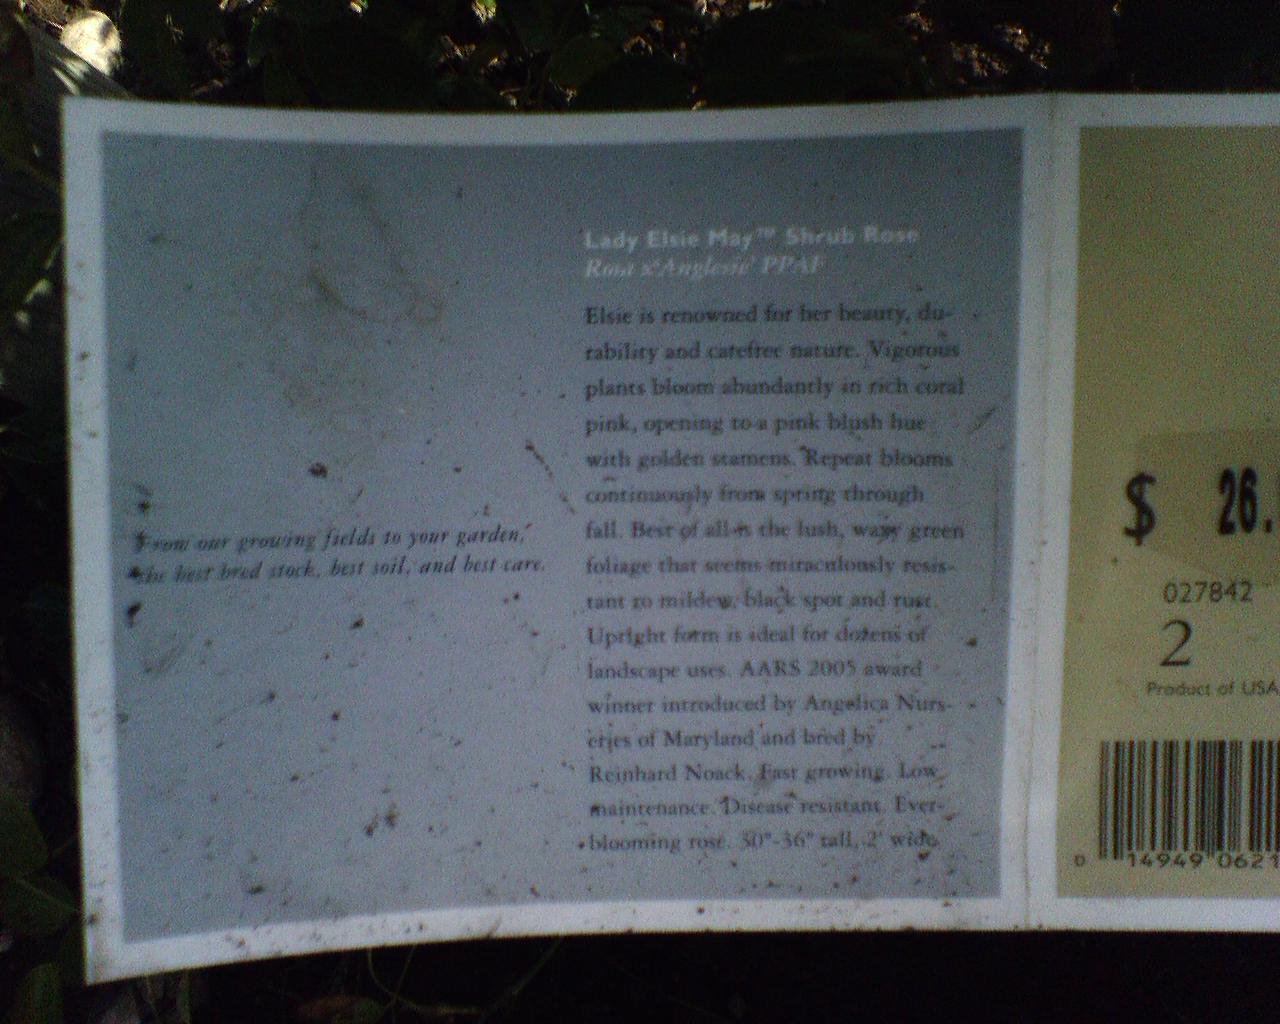 Lady Elsie May™ Shrub Rose
Rosa x'Anglesie' PPAF
Elsie is renowned for her beauty, du-
rability and carefree nature. Vigorous
plants bloom abundantly in rich coral
pink, opening to a pink blush hue
with golden stamens. Repeat blooms
continuously from spring through
fall. Best of all is the lush, waxy green
foliage that seems miraculously resis-
tant to mildew, black spot and rust.
Upright form is ideal for dozens of
landscape uses. AARS 2005 award
winner introduced by Angelica Nurs-
eries of Maryland and bred by
Reinhard Noack. Fast growing. Low
maintenance. Disease resistant. Ever-
blooming rose. 30"-36" tall, 2' wide.
From our growing fields to your garden,
the best bred stock, best soil, and best care.
$ 26.
027842
2
Product of USA
0 14949 0621